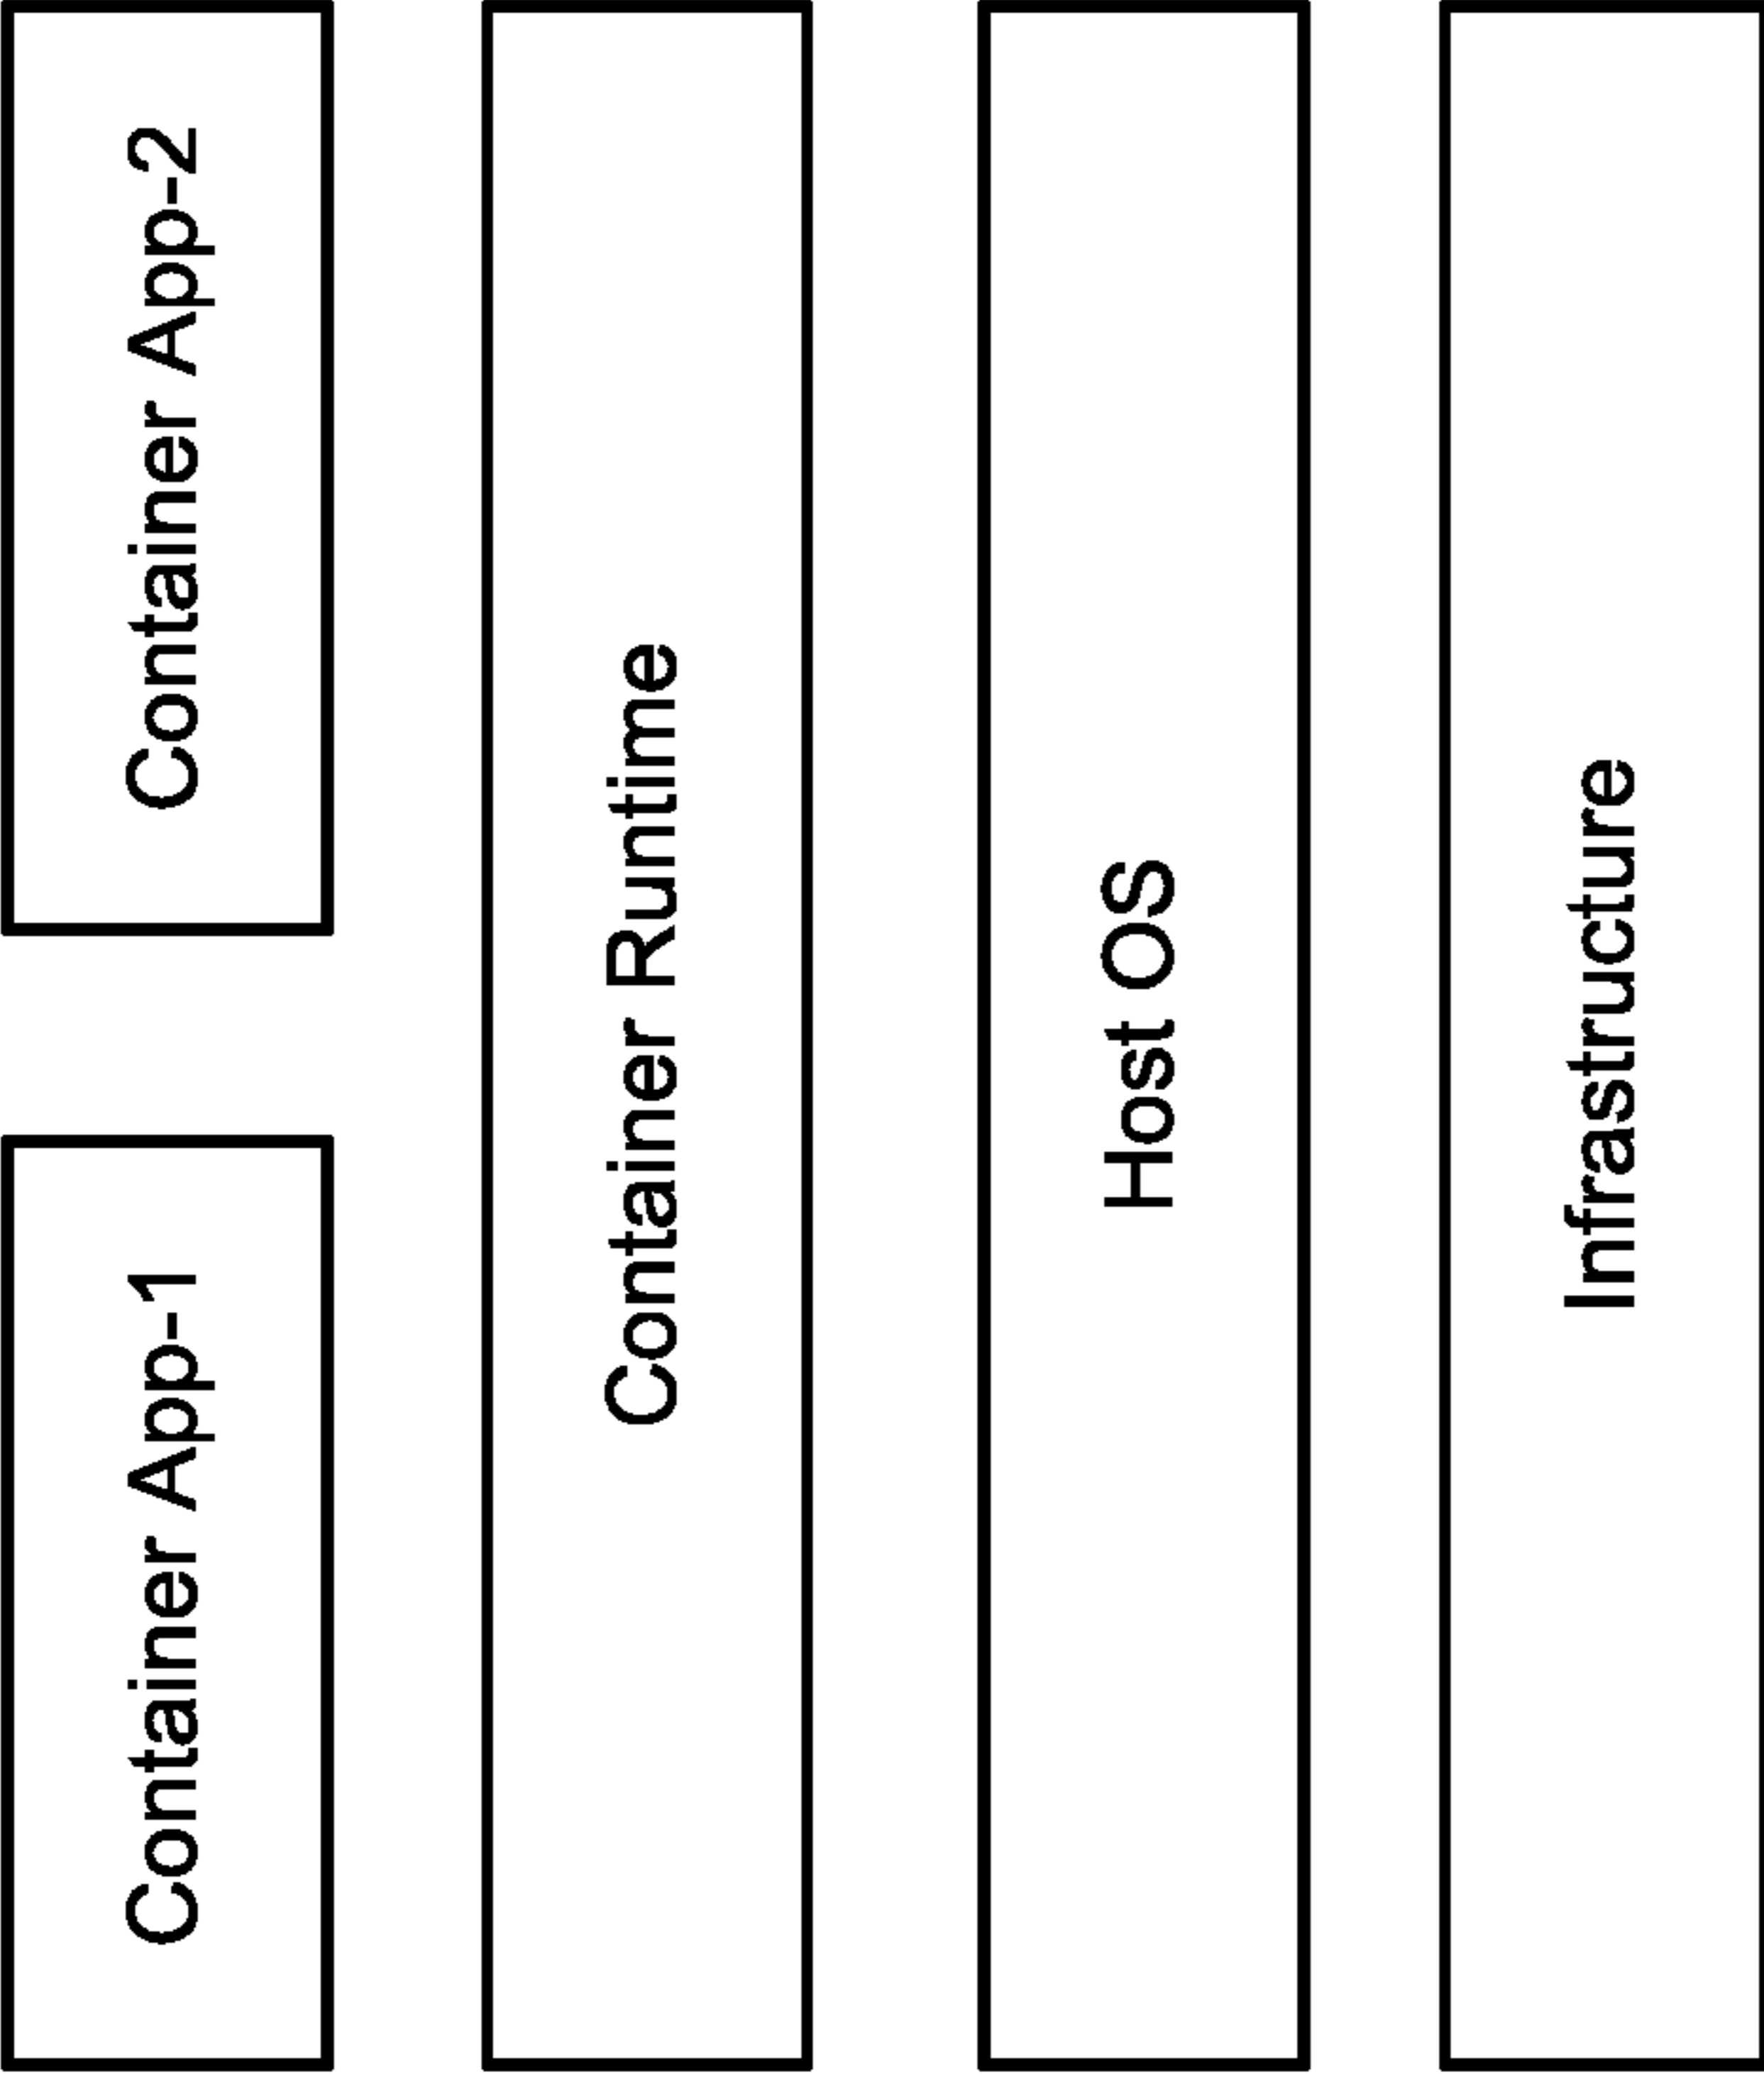 Container App-1
Container App-2
Container Runtime
Host OS
Infrastructure